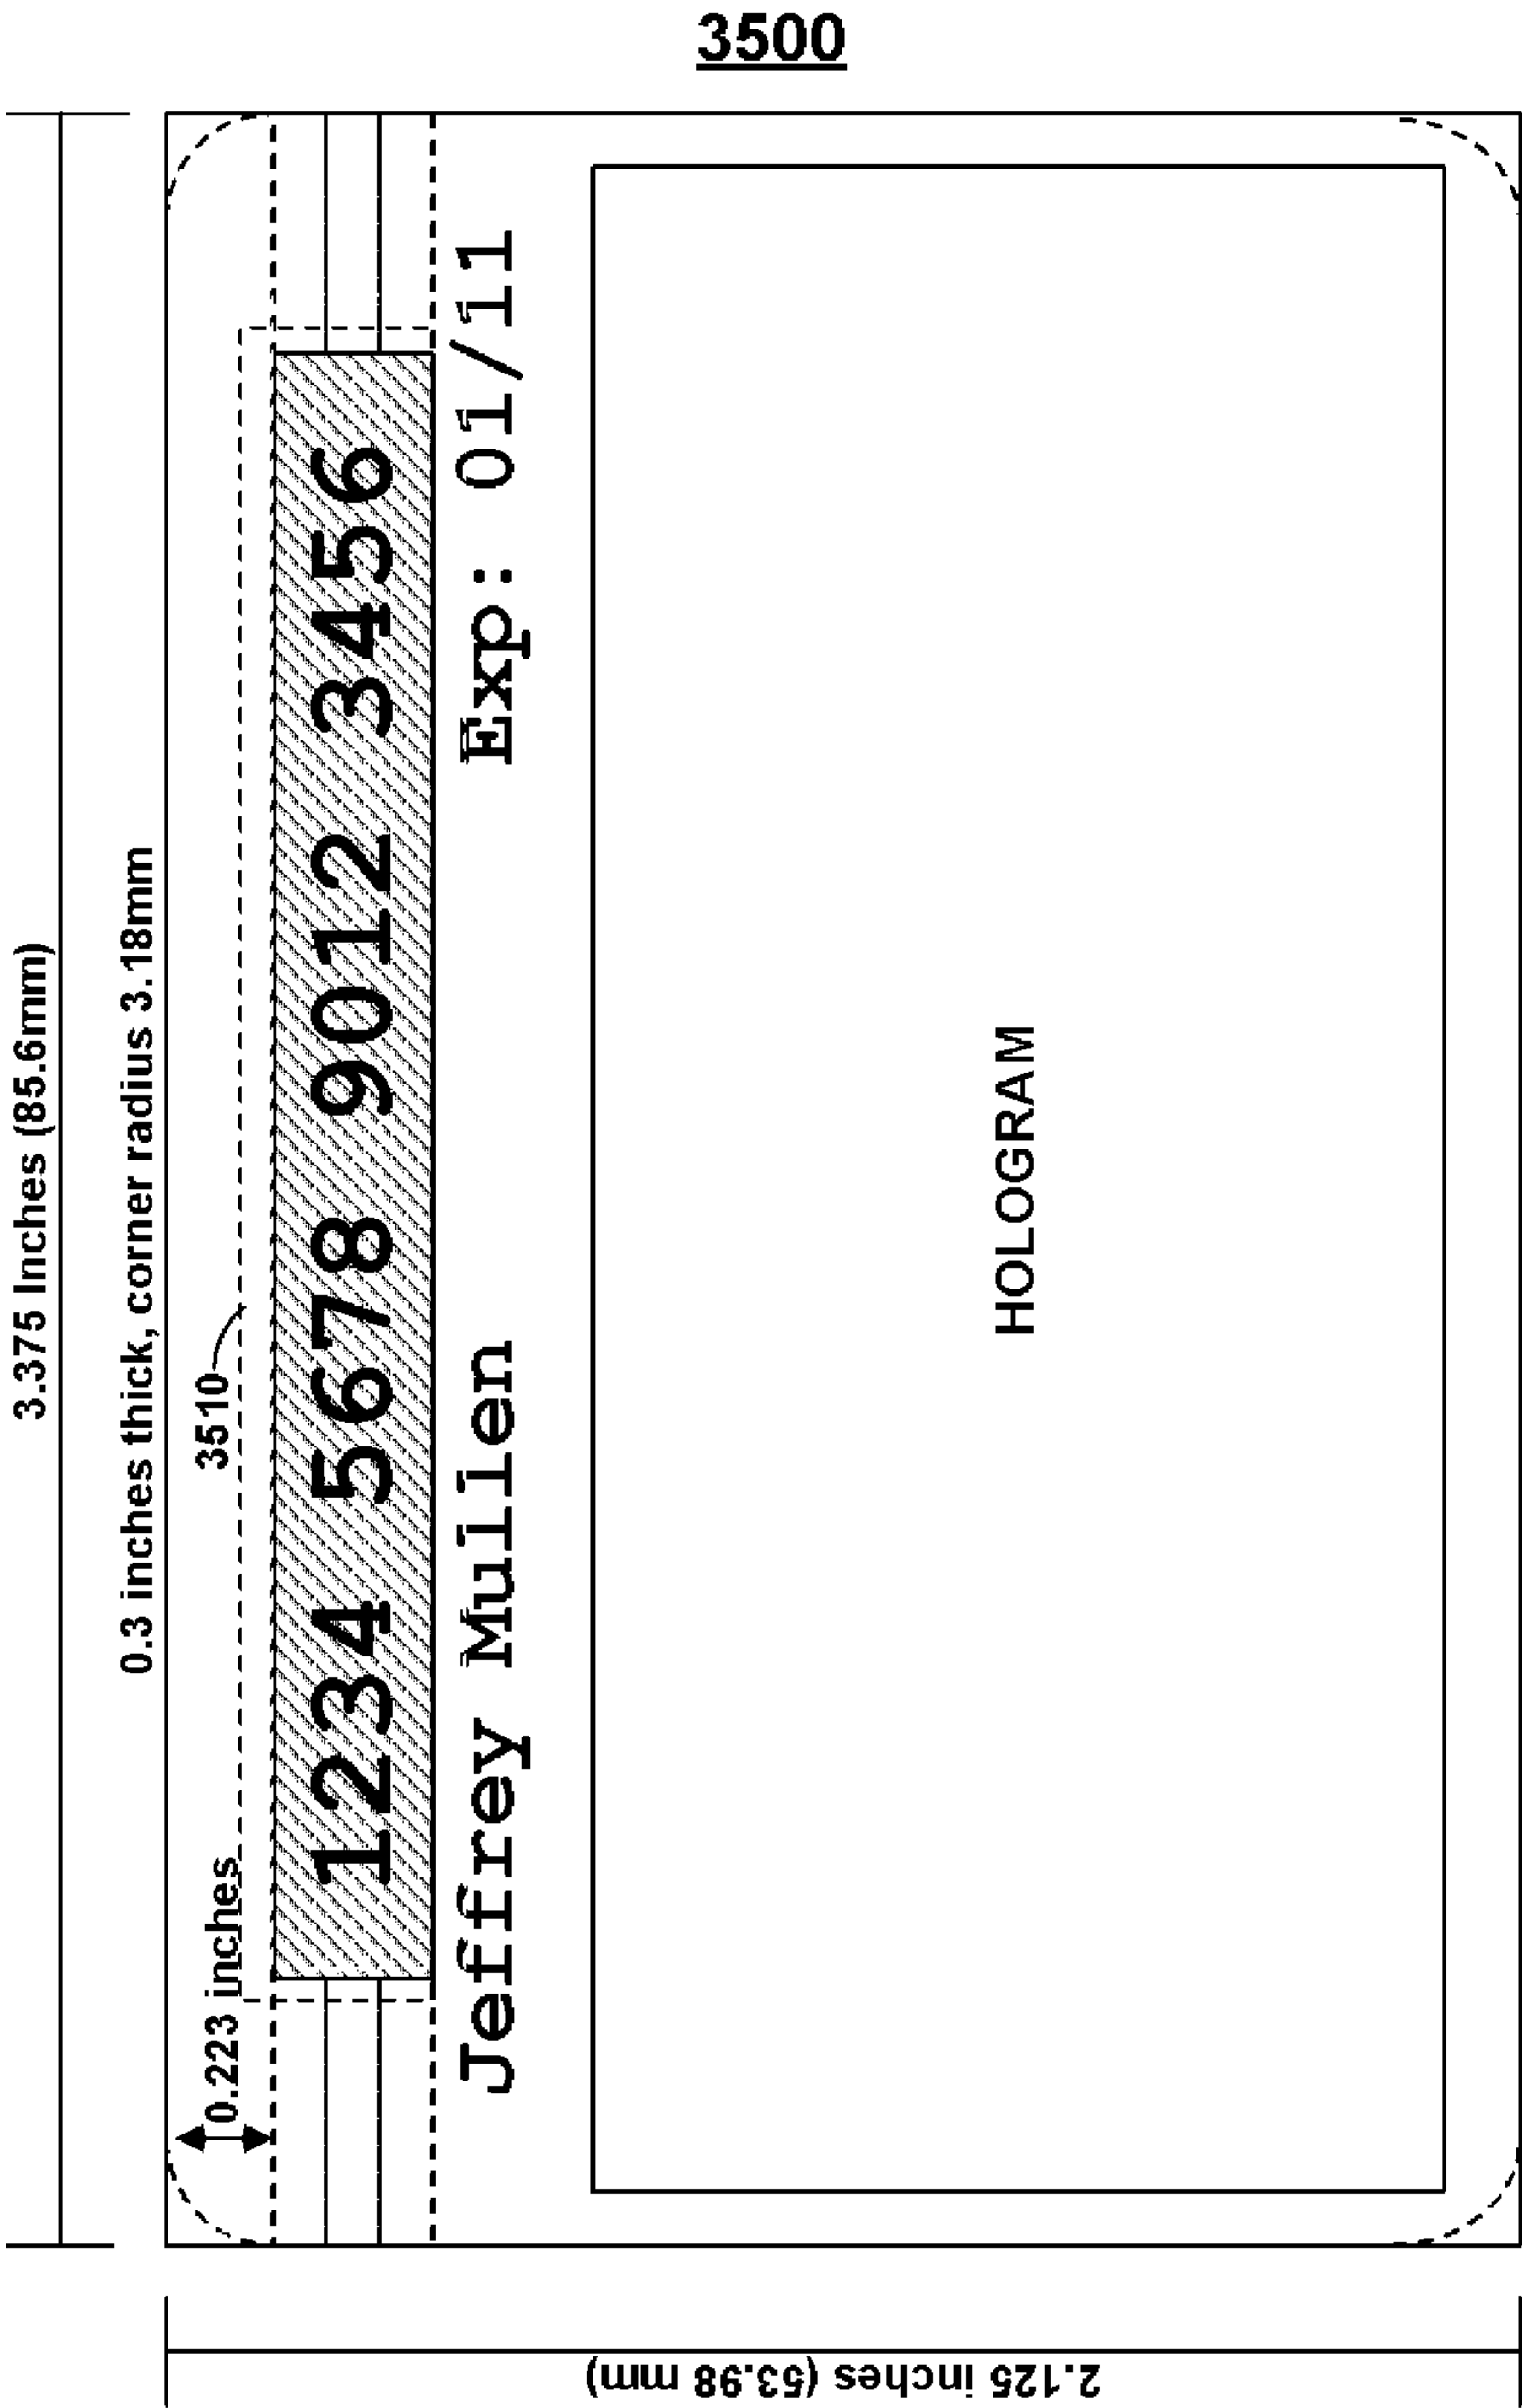 3500
3.375 Inches (85.6mm)
0.3 inches thick, corner radius 3.18mm
3510
0.223 inches
1234 5678 9012 3456
Jeffrey Mullen Exp: 01/11
HOLOGRAM
2.125 inches (53.98 mm)